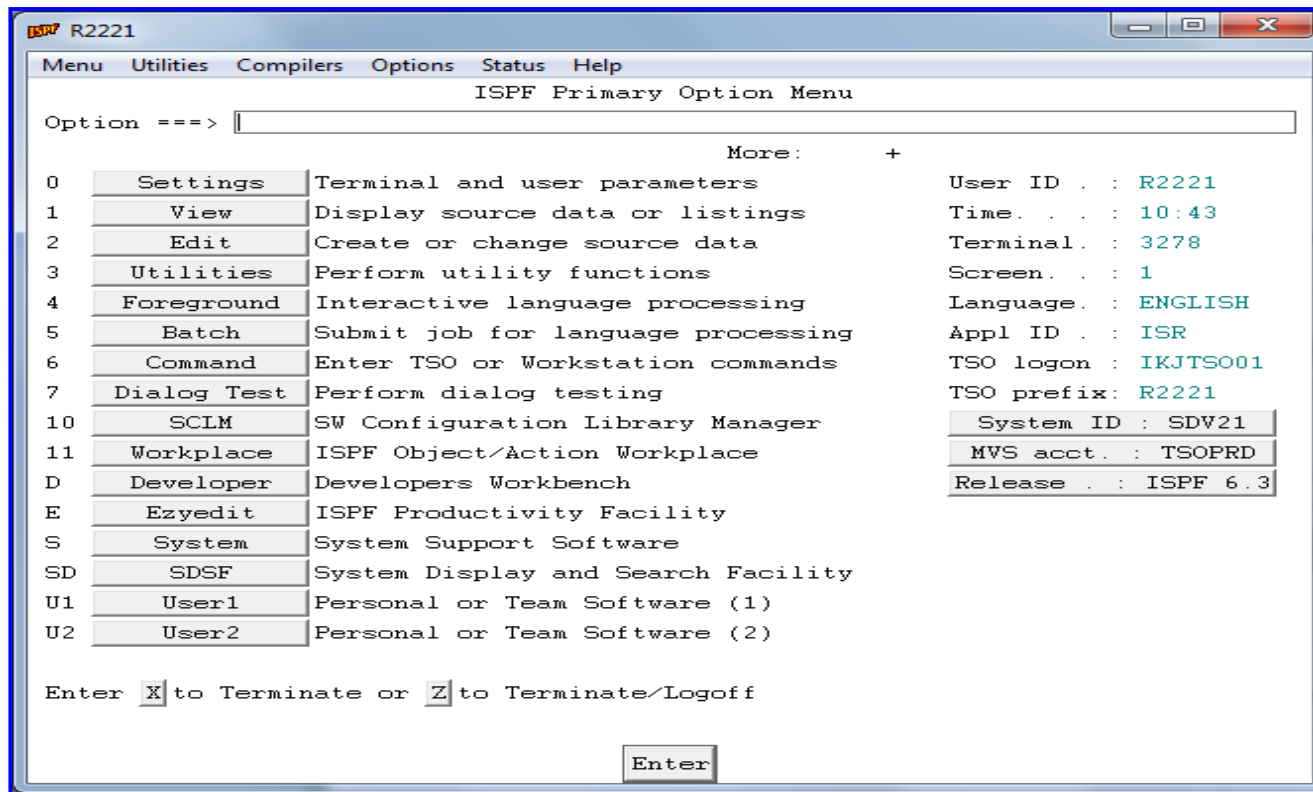 ISPF R2221
Menu Utilities Compilers Options Status Help
ISPF Primary Option Menu
Option ===>
More: +
0 Settings Terminal and user parameters User ID . : R2221
1 View Display source data or listings Time. . . : 10:43
2 Edit Create or change source data Terminal. : 3278
3 Utilities Perform utility functions Screen. . : 1
4 Foreground Interactive language processing Language. : ENGLISH
5 Batch Submit job for language processing Appl ID . : ISR
6 Command Enter TSO or Workstation commands TSO logon : IKJTSO01
7 Dialog Test Perform dialog testing TSO prefix: R2221
10 SCLM SW Configuration Library Manager System ID : SDV21
11 Workplace ISPF Object/Action Workplace MVS acct. : TSOPRD
D Developer Developers Workbench Release . : ISPF 6.3
E Ezyedit ISPF Productivity Facility
S System System Support Software
SD SDSF System Display and Search Facility
U1 User1 Personal or Team Software (1)
U2 User2 Personal or Team Software (2)
Enter X to Terminate or Z to Terminate/Logoff
Enter